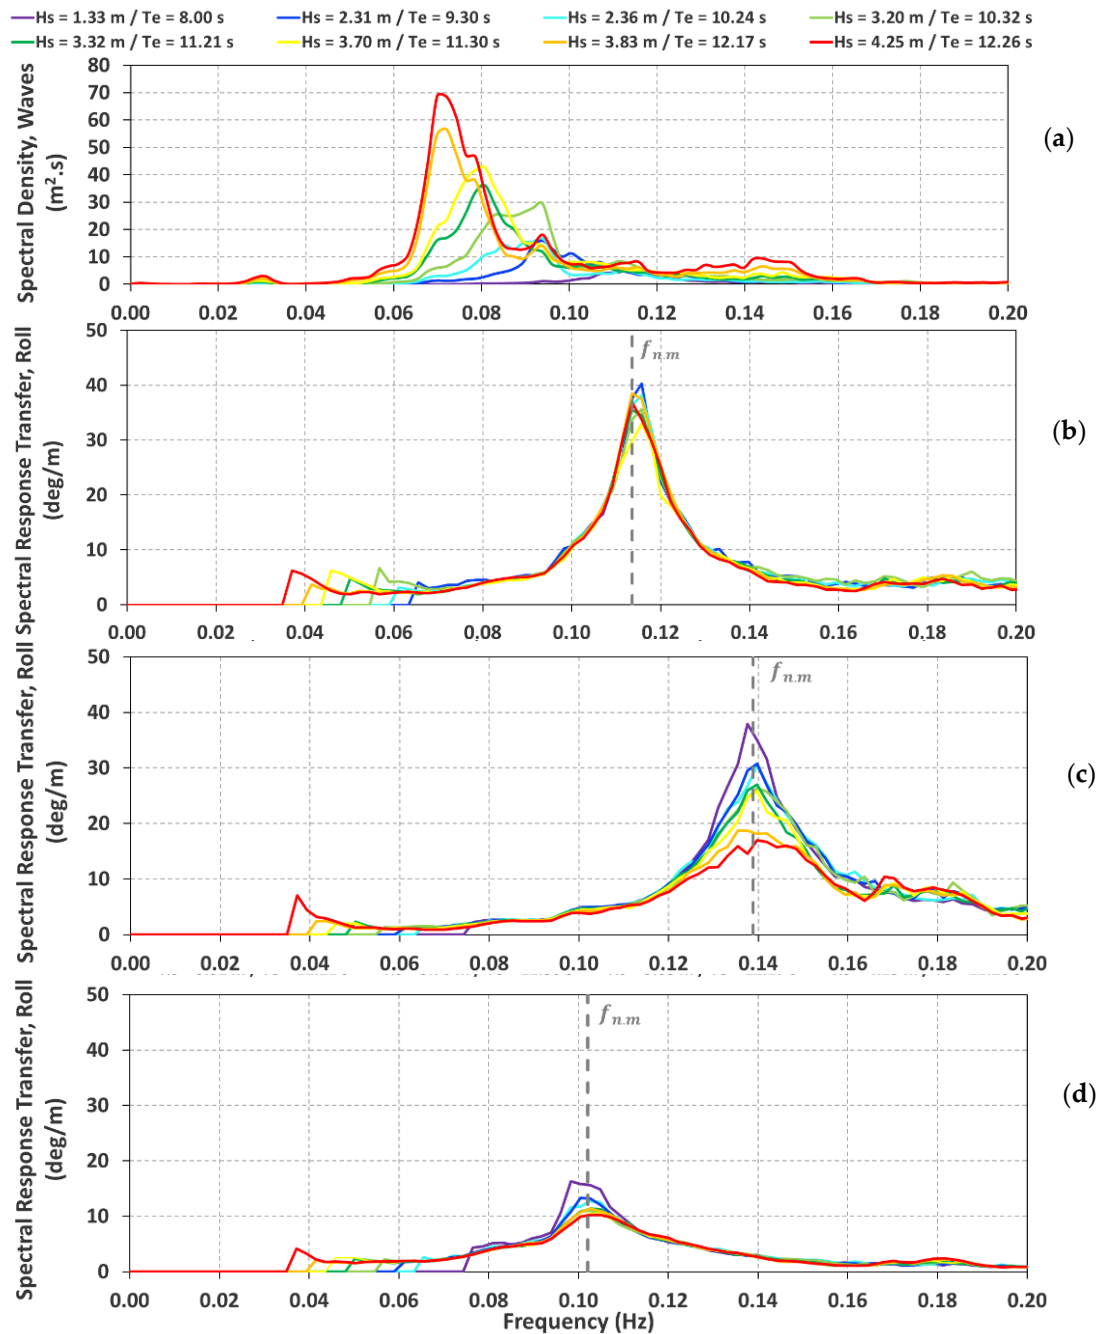 Hs = 1.33 m / Te = 8.00 s Hs = 2.31 m / Te = 9.30 s Hs = 2.36 m / Te = 10.24 s Hs = 3.20 m / Te = 10.32 s
Hs = 3.32 m / Te = 11.21 s Hs = 3.70 m / Te = 11.30 s Hs = 3.83 m / Te = 12.17 s Hs = 4.25 m / Te = 12.26 s
Spectral Density, Waves
(m².s)
80
70
60
50
40
30
20
10
0
0.00 0.02 0.04 0.06 0.08 0.10 0.12 0.14 0.16 0.18 0.20
(a)
Spectral Response Transfer, Roll
(deg/m)
50
40
30
20
10
0
f n.m
0.00 0.02 0.04 0.06 0.08 0.10 0.12 0.14 0.16 0.18 0.20
(b)
Spectral Response Transfer, Roll
(deg/m)
50
40
30
20
10
0
f n.m
0.00 0.02 0.04 0.06 0.08 0.10 0.12 0.14 0.16 0.18 0.20
(c)
Spectral Response Transfer, Roll
(deg/m)
50
40
30
20
10
0
f n.m
0.00 0.02 0.04 0.06 0.08 0.10 0.12 0.14 0.16 0.18 0.20
(d)
Frequency (Hz)